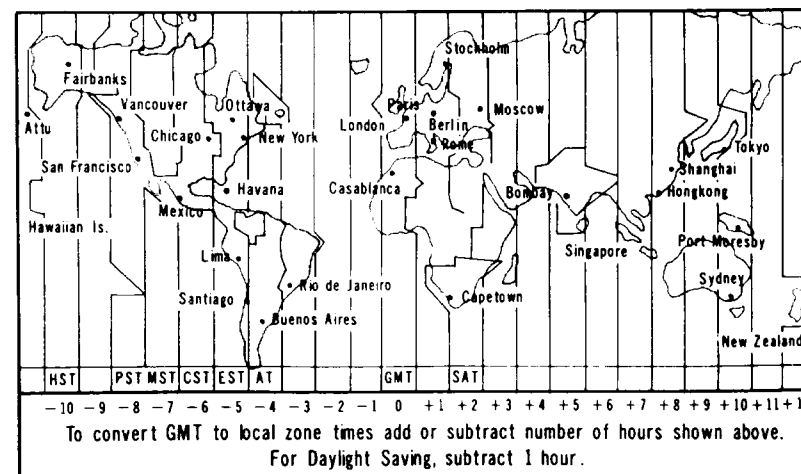 Stockholm
Fairbanks
Vancouver
Ottawa
Paris
Moscow
Attu
Chicago
New York
London
Berlin
Rome
Tokyo
San Francisco
Shanghai
Havana
Casablanca
Bombay
Hongkong
Mexico
Hawaiian Is.
Singapore
Port Moresby
Lima
Rio de Janeiro
Sydney
Santiago
Capetown
Buenos Aires
New Zealand
HST PST MST CST EST AT GMT SAT
-10 -9 -8 -7 -6 -5 -4 -3 -2 -1 0 +1 +2 +3 +4 +5 +6 +7 +8 +9 +10 +11 +1
To convert GMT to local zone times add or subtract number of hours shown above.
For Daylight Saving, subtract 1 hour.